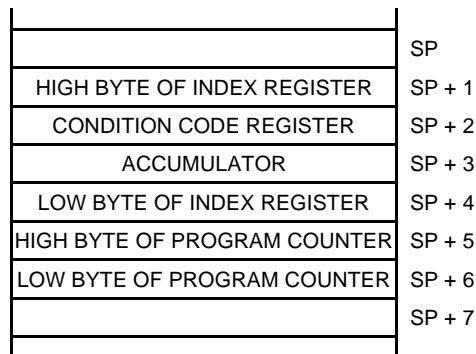 SP
HIGH BYTE OF INDEX REGISTER SP + 1
CONDITION CODE REGISTER SP + 2
ACCUMULATOR SP + 3
LOW BYTE OF INDEX REGISTER SP + 4
HIGH BYTE OF PROGRAM COUNTER SP + 5
LOW BYTE OF PROGRAM COUNTER SP + 6
SP + 7